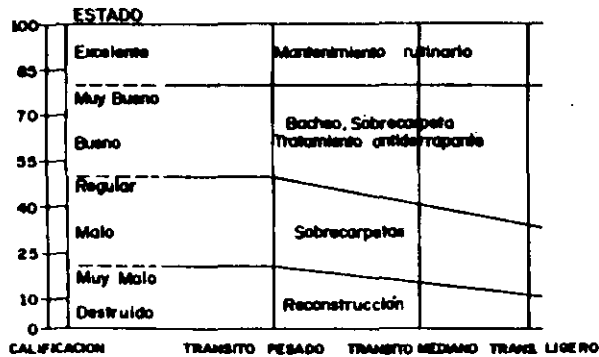 ESTADO
100
Excelente
Mantenimiento rutinario
85
Muy Bueno
70
Bacheo, Sobrecarpeta
Bueno
Tratamiento antiderrapante
55
Regular
40
Malo
Sobrecarpetas
25
Muy Malo
10
Reconstrucción
Destruido
0
CALIFICACION TRANSITO PESADO TRANSITO MEDIANO TRANS. LIGERO